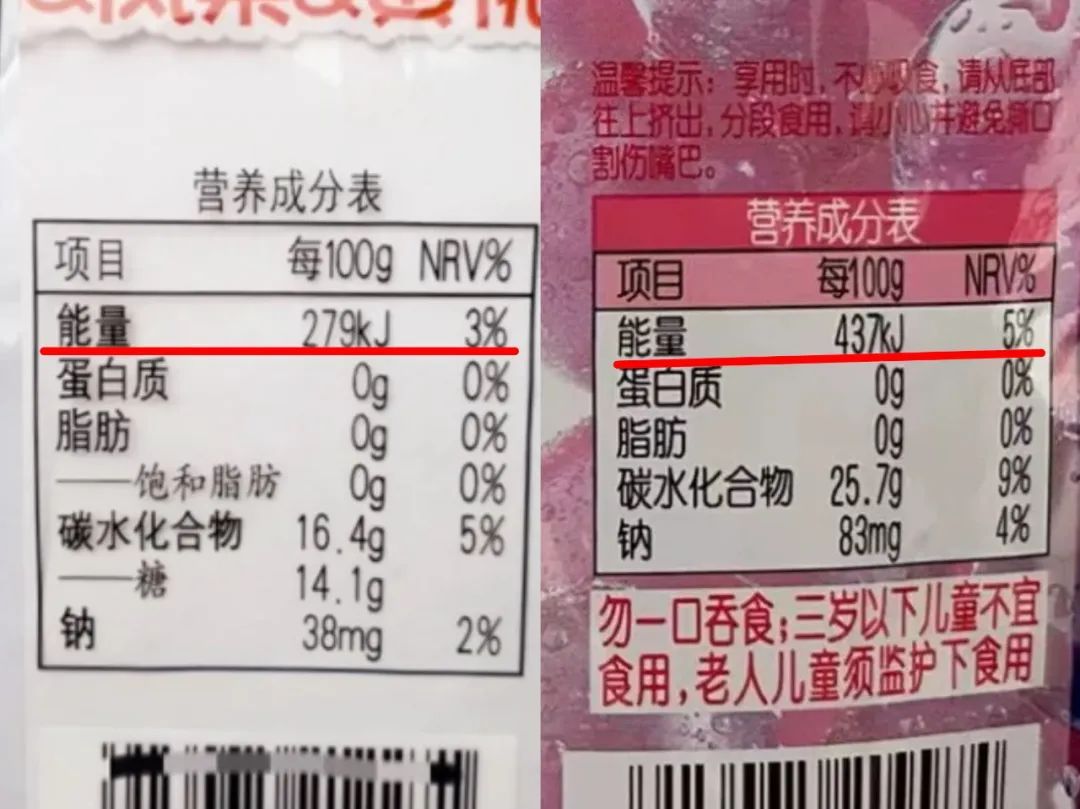 营养成分表
项目 每100g NRV%
能量 279kJ 3%
蛋白质 0g 0%
脂肪 0g 0%
——饱和脂肪 0g 0%
碳水化合物 16.4g 5%
——糖 14.1g
钠 38mg 2%
温馨提示：享用时，不吸食，请从底部
往上挤出，分段食用，请小心并避免撕口
割伤嘴巴。
营养成分表
项目 每100g NRV%
能量 437kJ 5%
蛋白质 0g 0%
脂肪 0g 0%
碳水化合物 25.7g 9%
钠 83mg 4%
勿一口吞食；三岁以下儿童不宜
食用，老人儿童须监护下食用